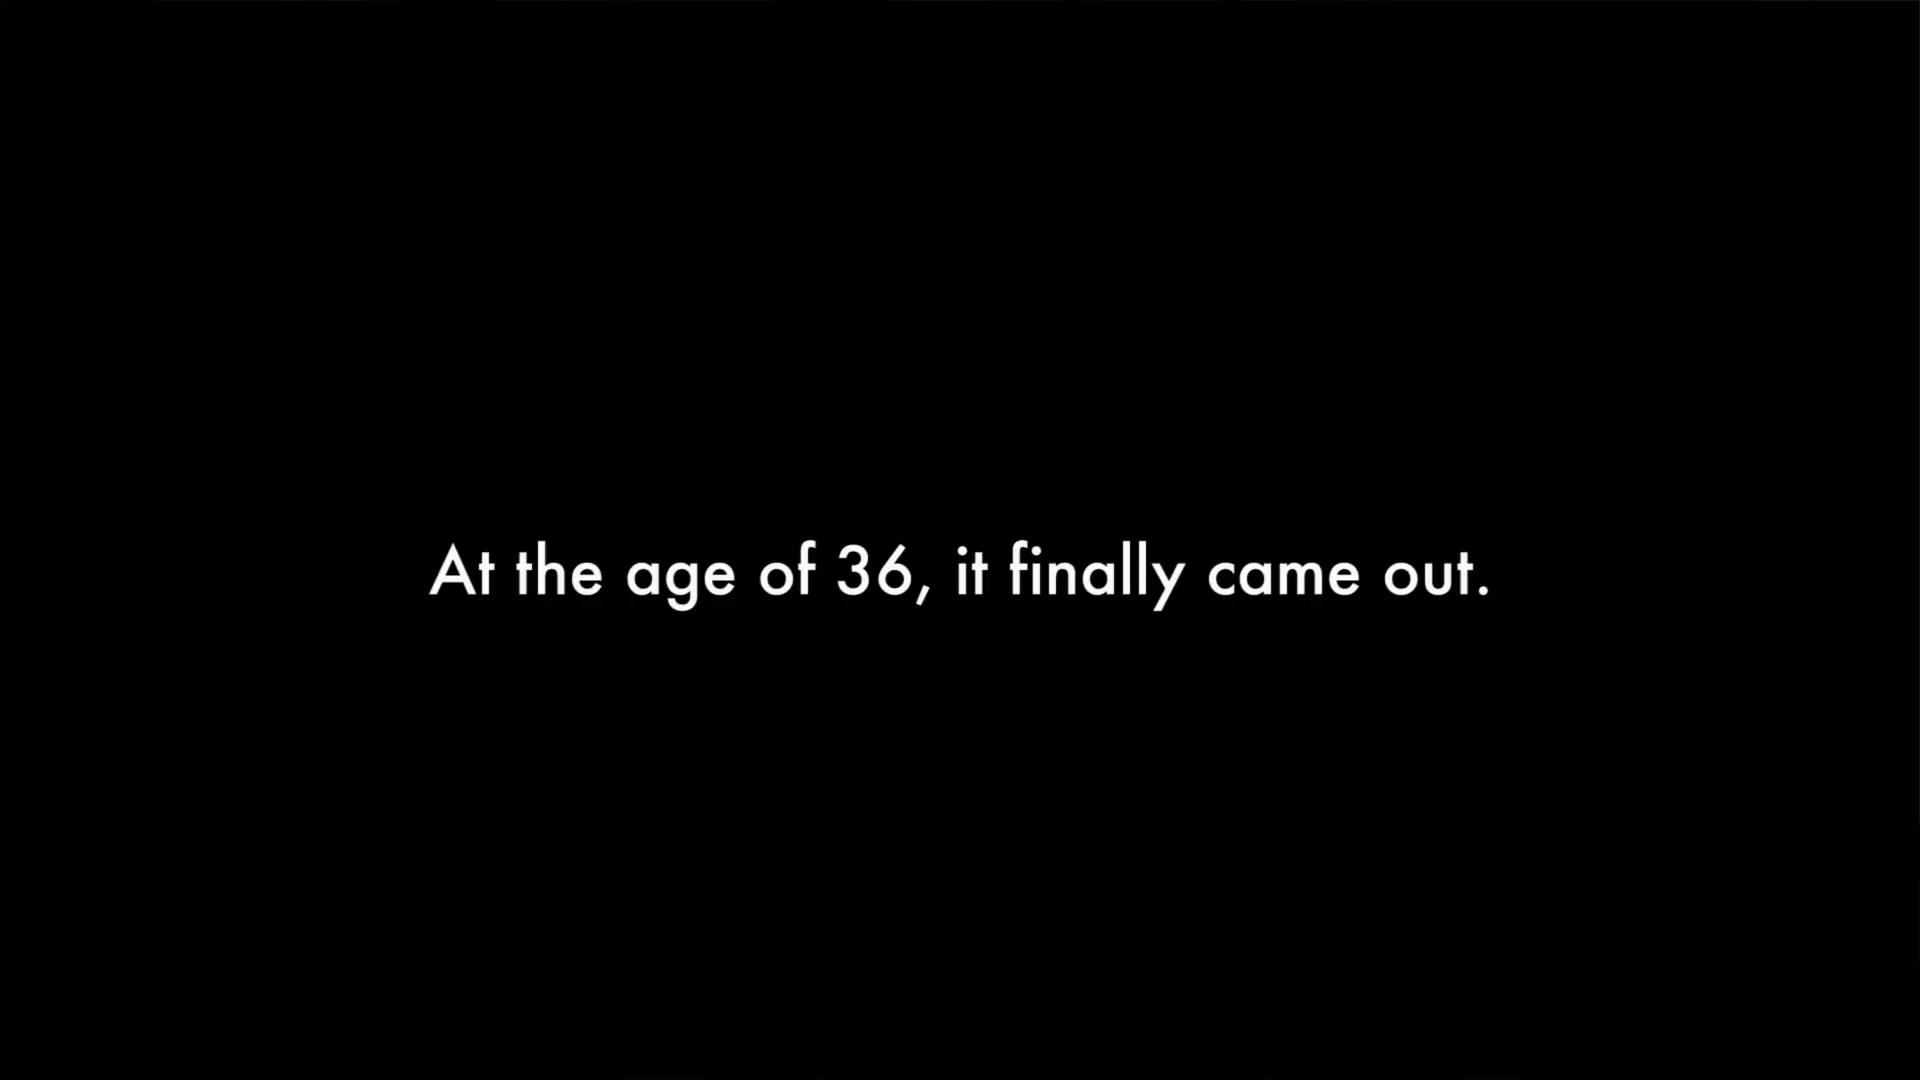 At the age of 36, it finally came out.